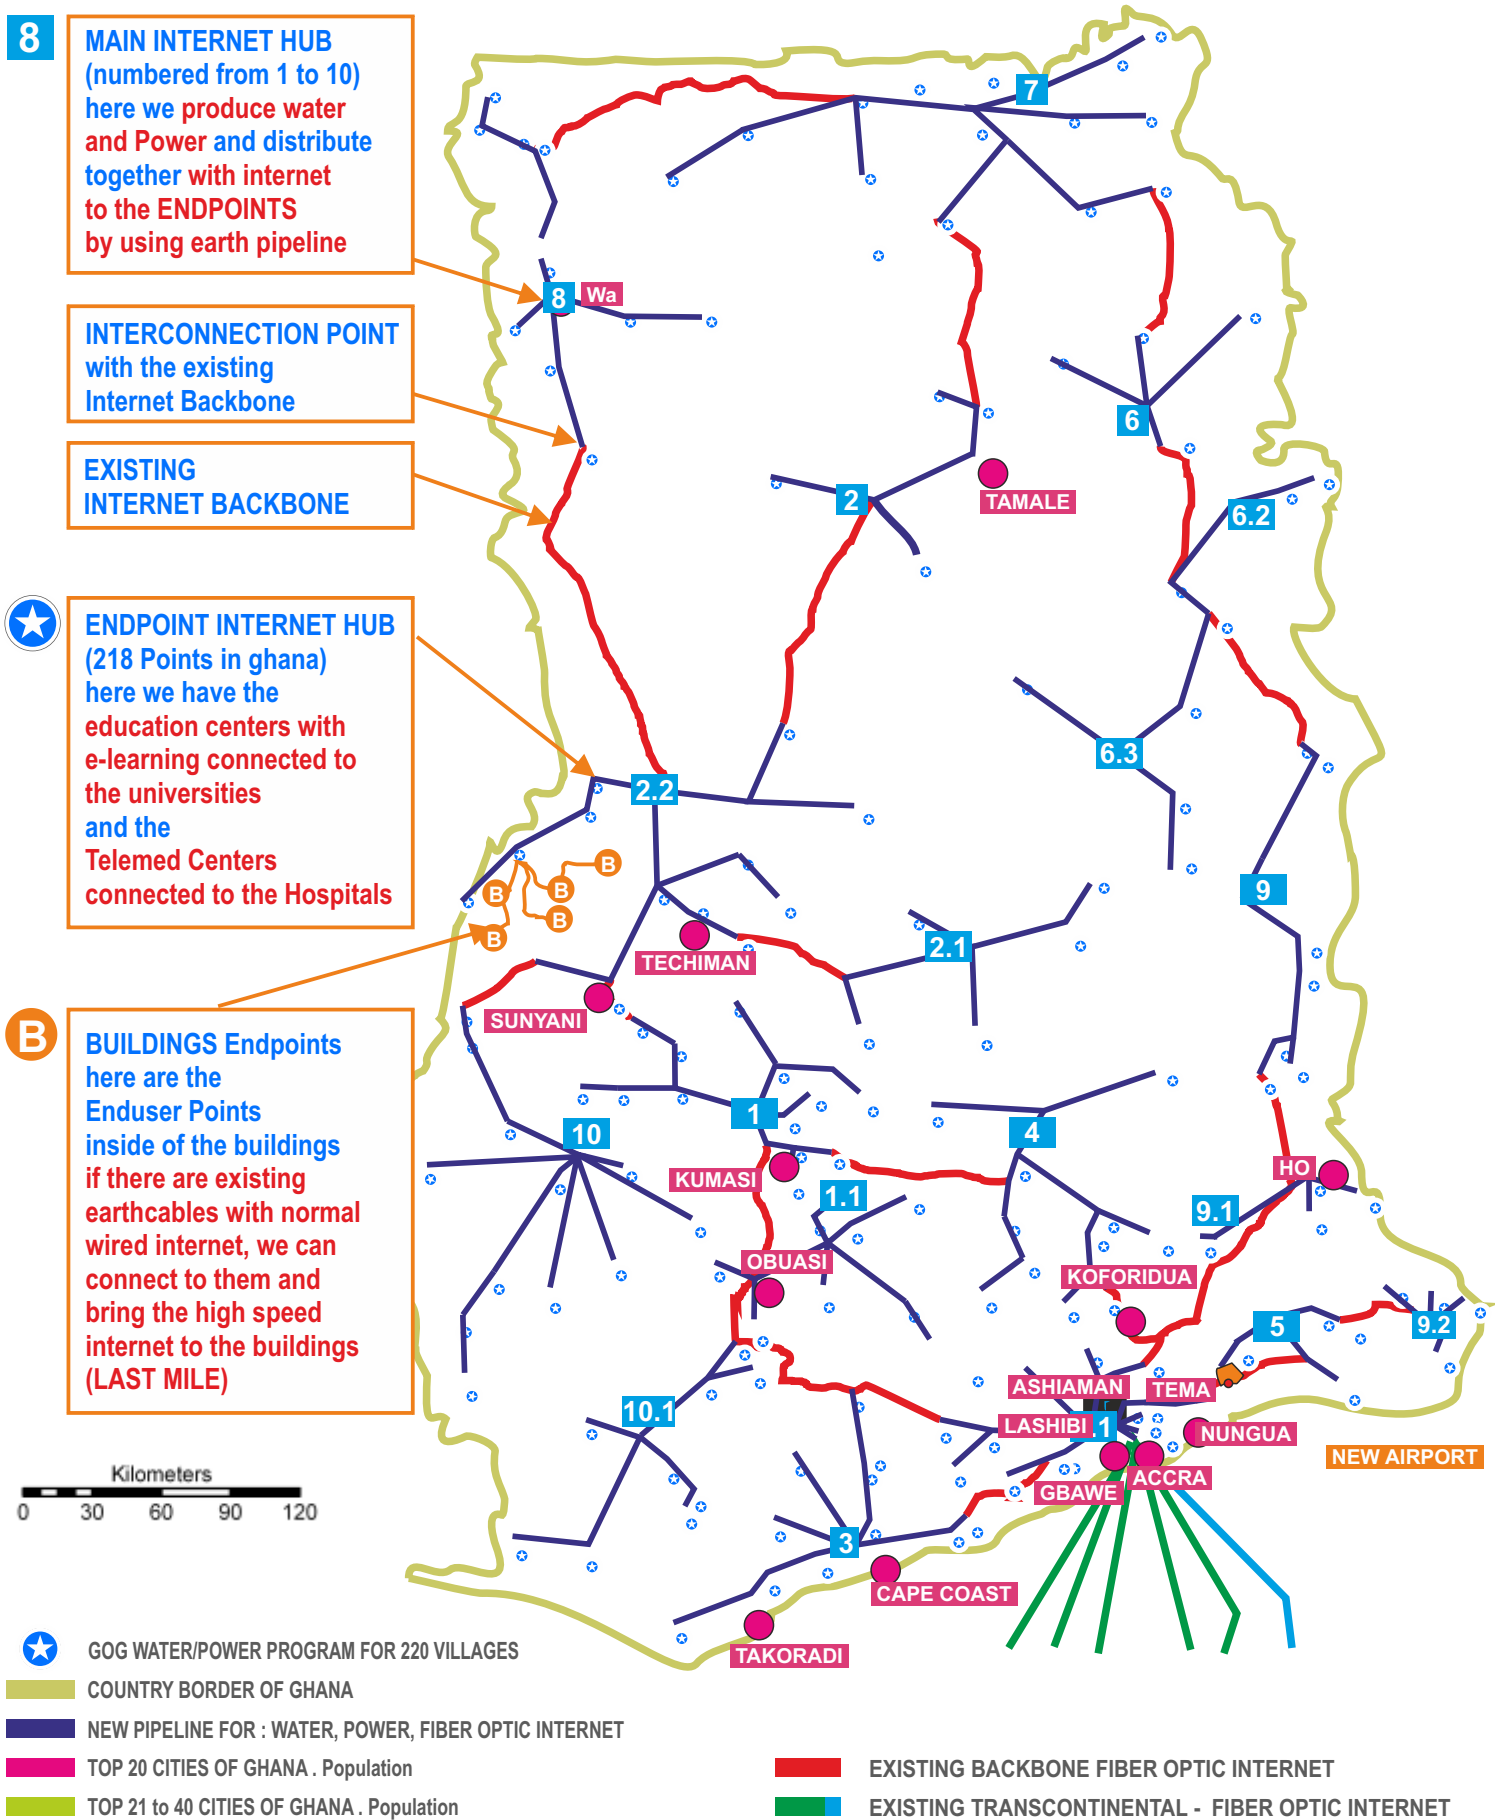 8
MAIN INTERNET HUB
(numbered from 1 to 10)
here we produce water
and Power and distribute
together with internet
to the ENDPOINTS
by using earth pipeline
INTERCONNECTION POINT
with the existing
Internet Backbone
EXISTING
INTERNET BACKBONE
ENDPOINT INTERNET HUB
(218 Points in ghana)
here we have the
education centers with
e-learning connected to
the universities
and the
Telemed Centers
connected to the Hospitals
B
BUILDINGS Endpoints
here are the
Enduser Points
inside of the buildings
if there are existing
earthcables with normal
wired internet, we can
connect to them and
bring the high speed
internet to the buildings
(LAST MILE)
7
8
Wa
6
TAMALE
2
6.2
6.3
2.2
B
B
B
B
B
9
2.1
TECHIMAN
SUNYANI
1
10
4
KUMASI
HO
1.1
9.1
OBUASI
KOFORIDUA
5
9.2
ASHIAMAN
TEMA
10.1
LASHIBI
.1
NUNGUA
NEW AIRPORT
GBAWE
ACCRA
3
CAPE COAST
TAKORADI
Kilometers
0 30 60 90 120
GOG WATER/POWER PROGRAM FOR 220 VILLAGES
COUNTRY BORDER OF GHANA
NEW PIPELINE FOR : WATER, POWER, FIBER OPTIC INTERNET
TOP 20 CITIES OF GHANA . Population
TOP 21 to 40 CITIES OF GHANA . Population
EXISTING BACKBONE FIBER OPTIC INTERNET
EXISTING TRANSCONTINENTAL - FIBER OPTIC INTERNET